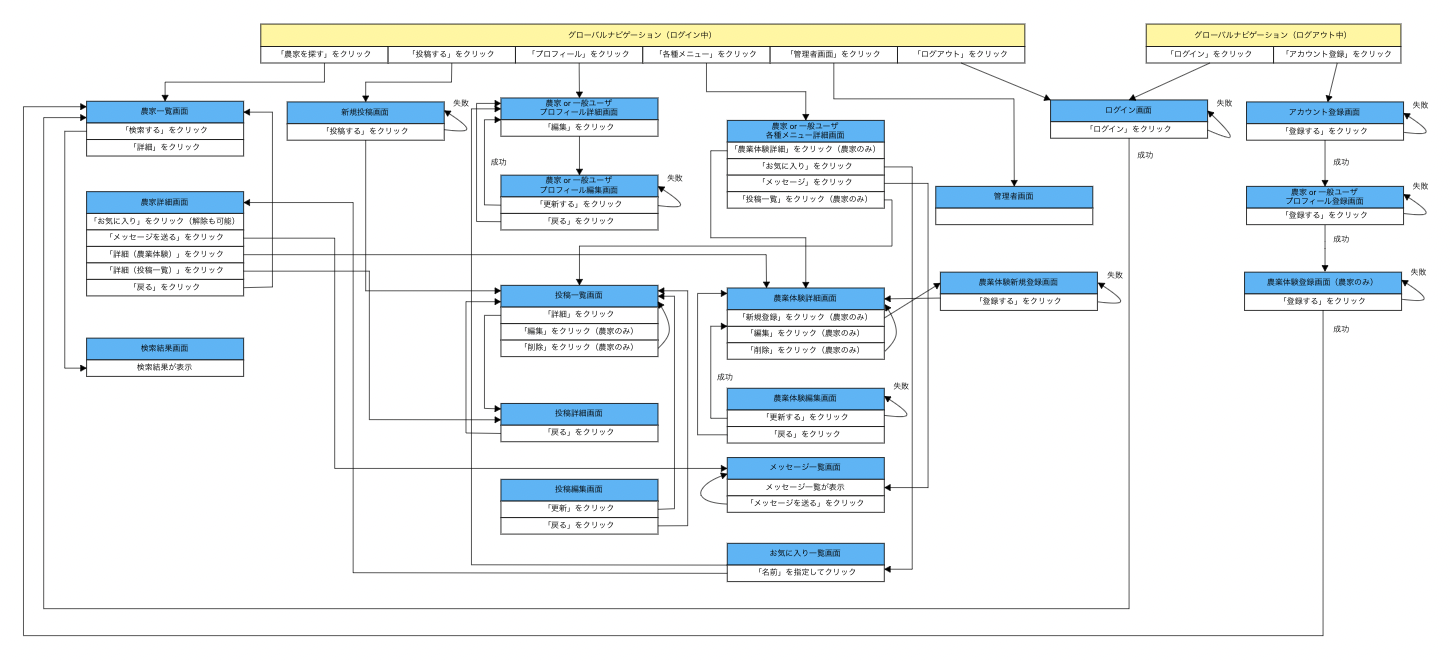 グローバルナビゲーション（ログイン中）
「農家を探す」をクリック
「投稿する」をクリック
「プロフィール」をクリック
「各種メニュー」をクリック
「管理者画面」をクリック
「ログアウト」をクリック
グローバルナビゲーション（ログアウト中）
「ログイン」をクリック
「アカウント登録」をクリック
農家一覧画面
「検索する」をクリック
「詳細」をクリック
新規投稿画面
「投稿する」をクリック
失敗
農家 or 一般ユーザ
プロフィール詳細画面
「編集」をクリック
成功
農家 or 一般ユーザ
プロフィール編集画面
「更新する」をクリック
「戻る」をクリック
失敗
農家 or 一般ユーザ
各種メニュー詳細画面
「農業体験詳細」をクリック（農家のみ）
「お気に入り」をクリック
「メッセージ」をクリック
「投稿一覧」をクリック（農家のみ）
管理者画面
ログイン画面
「ログイン」をクリック
失敗
成功
アカウント登録画面
「登録する」をクリック
失敗
成功
農家 or 一般ユーザ
プロフィール登録画面
「登録する」をクリック
失敗
成功
農業体験登録画面（農家のみ）
「登録する」をクリック
失敗
成功
農家詳細画面
「お気に入り」をクリック（解除も可能）
「メッセージを送る」をクリック
「詳細（農業体験）」をクリック
「詳細（投稿一覧）」をクリック
「戻る」をクリック
検索結果画面
検索結果が表示
投稿一覧画面
「詳細」をクリック
「編集」をクリック（農家のみ）
「削除」をクリック（農家のみ）
農業体験詳細画面
「新規登録」をクリック（農家のみ）
「編集」をクリック（農家のみ）
「削除」をクリック（農家のみ）
農業体験新規登録画面
「登録する」をクリック
失敗
成功
農業体験編集画面
「更新する」をクリック
「戻る」をクリック
失敗
投稿詳細画面
「戻る」をクリック
メッセージ一覧画面
メッセージ一覧が表示
「メッセージを送る」をクリック
投稿編集画面
「更新」をクリック
「戻る」をクリック
お気に入り一覧画面
「名前」を指定してクリック